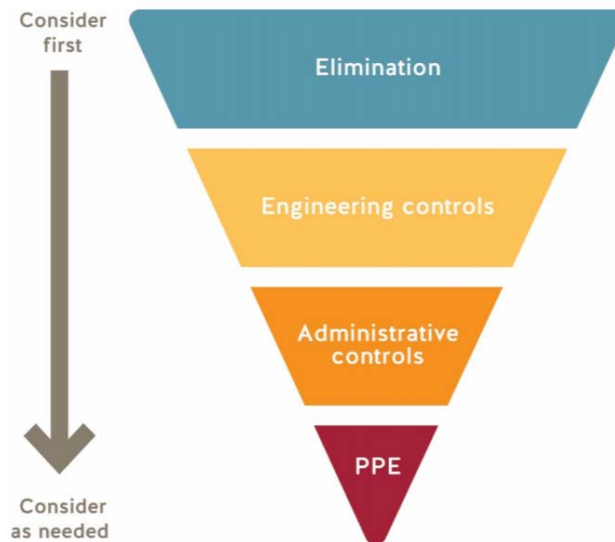 Consider
first
Elimination
Engineering controls
Administrative
controls
PPE
Consider
as needed